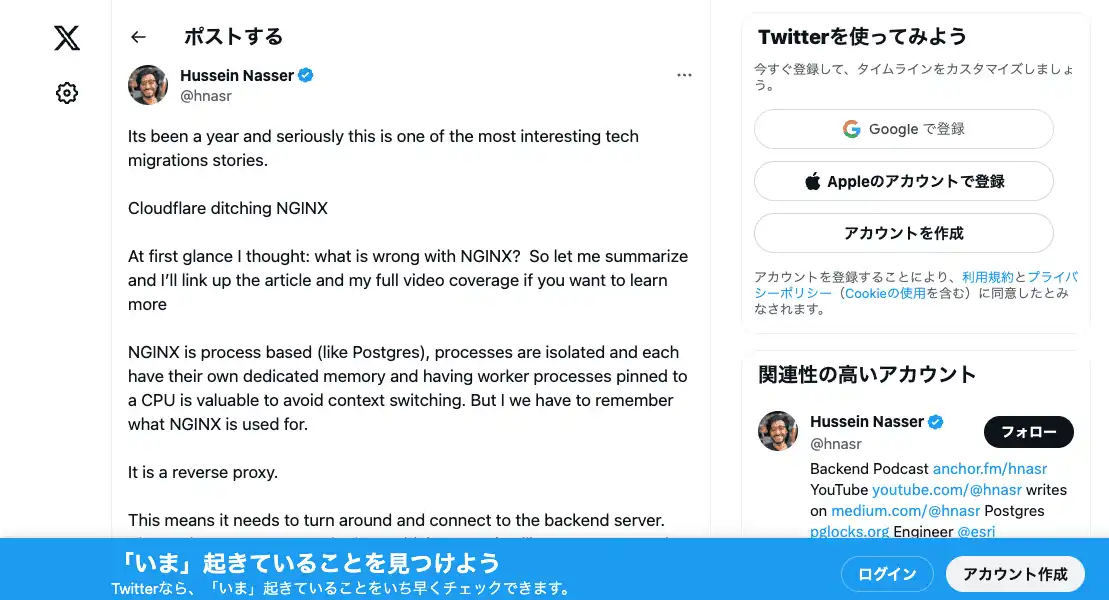 ポストする
Hussein Nasser
@hnasr
Its been a year and seriously this is one of the most interesting tech
migrations stories.
Cloudflare ditching NGINX
At first glance I thought: what is wrong with NGINX?  So let me summarize
and I’ll link up the article and my full video coverage if you want to learn
more
NGINX is process based (like Postgres), processes are isolated and each
have their own dedicated memory and having worker processes pinned to
a CPU is valuable to avoid context switching. But I we have to remember
what NGINX is used for.
It is a reverse proxy.
This means it needs to turn around and connect to the backend server.
Twitterを使ってみよう
今すぐ登録して、タイムラインをカスタマイズしましょ
う。
Google で登録
Appleのアカウントで登録
アカウントを作成
アカウントを登録することにより、利用規約とプライバ
シーポリシー（Cookieの使用を含む）に同意したとみ
なされます。
関連性の高いアカウント
Hussein Nasser
@hnasr
フォロー
Backend Podcast anchor.fm/hnasr
YouTube youtube.com/@hnasr writes
on medium.com/@hnasr Postgres
pglocks.org Engineer @esri
「いま」起きていることを見つけよう
Twitterなら、「いま」起きていることをいち早くチェックできます。
ログイン
アカウント作成